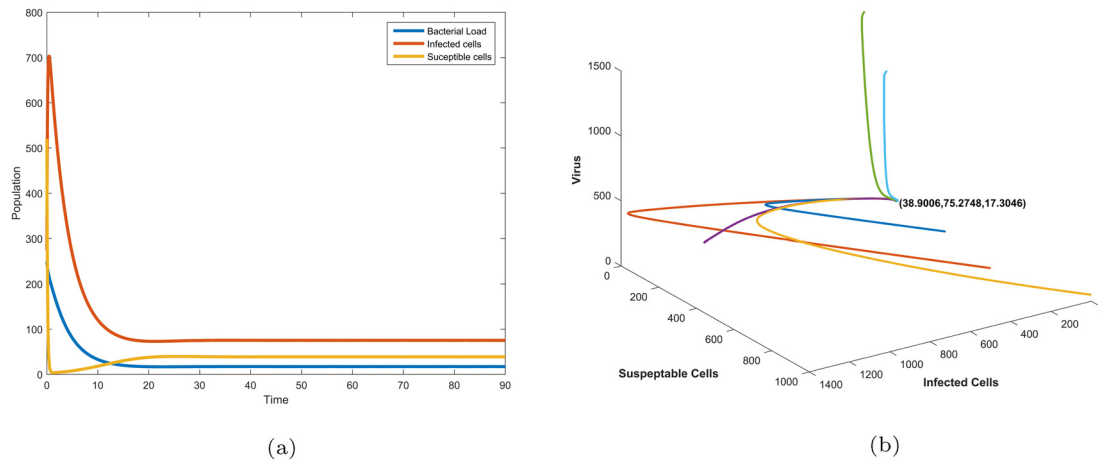 800
700
600
500
400
300
200
100
0
Population
0 10 20 30 40 50 60 70 80 90
Time
Bacterial Load
Infected cells
Suceptible cells
(a)
1500
1000
500
0
Virus
(38.9006,75.2748,17.3046)
0
200
400
600
800
1000
Suspeptable Cells
1400
1200
1000
800
600
400
200
Infected Cells
(b)